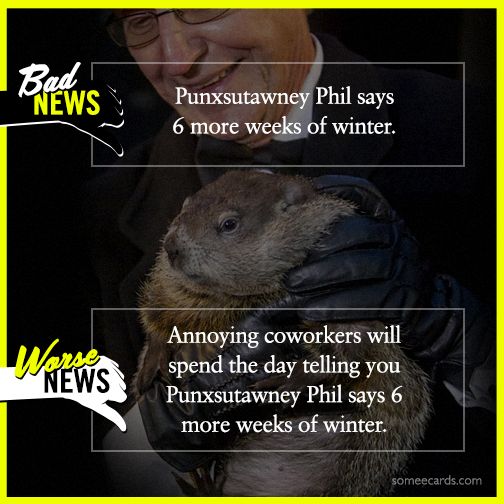 Bad
NEWS
Punxsutawney Phil says
6 more weeks of winter.
Worse
NEWS
Annoying coworkers will
spend the day telling you
Punxsutawney Phil says 6
more weeks of winter.
someecards.com